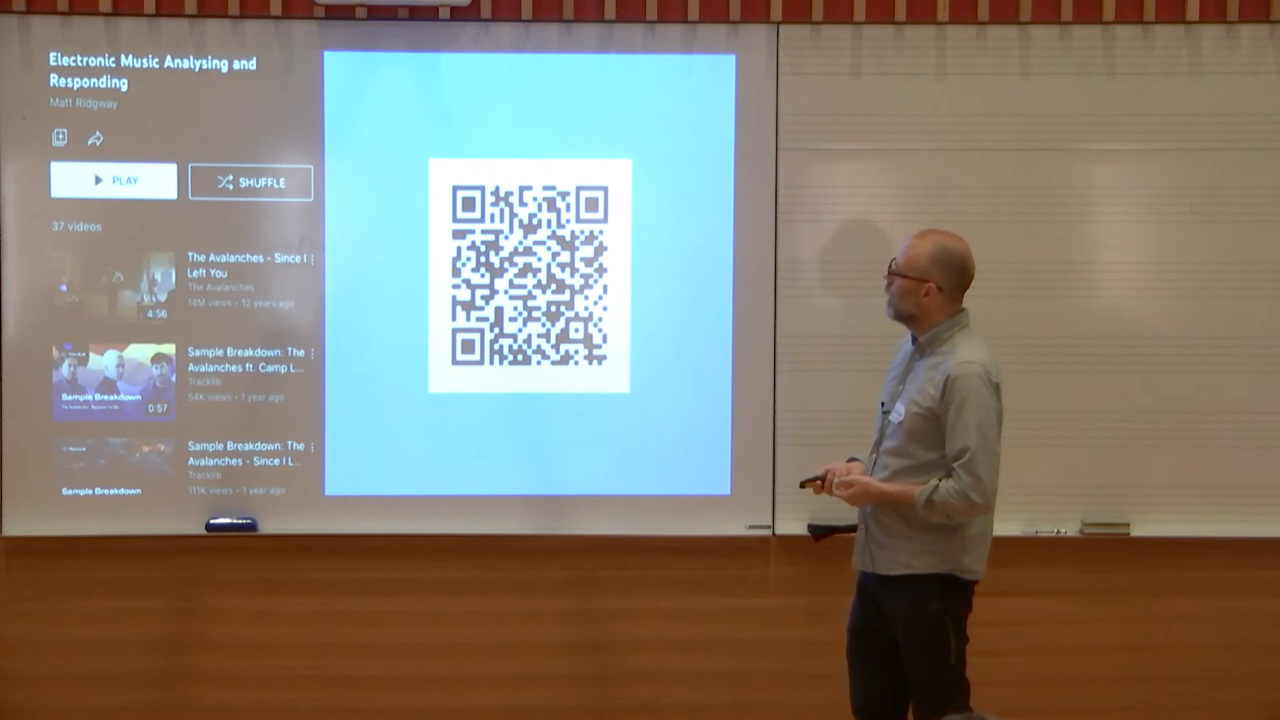 Electronic Music Analysing and
Responding
Matt Ridgway
PLAY
SHUFFLE
37 videos
The Avalanches - Since I
Left You
The Avalanches
14M views • 12 years ago
4:56
Sample Breakdown: The
Avalanches ft. Camp L...
Tracklib
54K views • 1 year ago
Sample Breakdown
0:57
Sample Breakdown: The
Avalanches - Since I L...
Tracklib
111K views • 1 year ago
Sample Breakdown